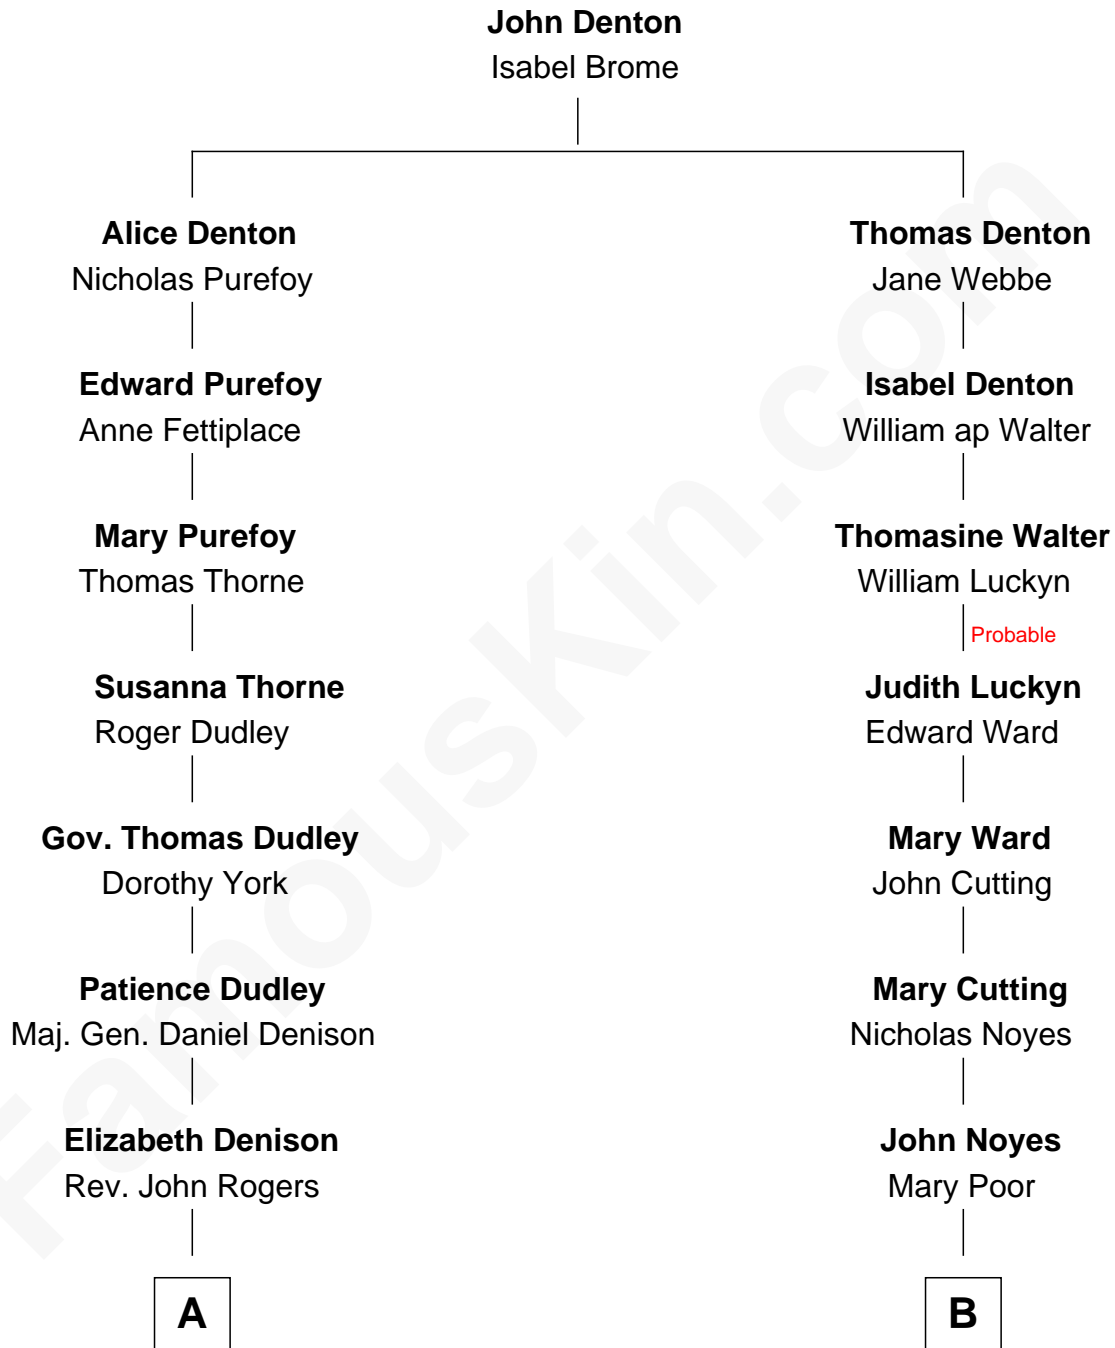 John Denton
Isabel Brome
Alice Denton
Nicholas Purefoy
Thomas Denton
Jane Webbe
Edward Purefoy
Anne Fettiplace
Isabel Denton
William ap Walter
Mary Purefoy
Thomas Thorne
Thomasine Walter
William Luckyn
Probable
Susanna Thorne
Roger Dudley
Judith Luckyn
Edward Ward
Gov. Thomas Dudley
Dorothy York
Mary Ward
John Cutting
Patience Dudley
Maj. Gen. Daniel Denison
Mary Cutting
Nicholas Noyes
Elizabeth Denison
Rev. John Rogers
John Noyes
Mary Poor
A
B
FamousKin.com